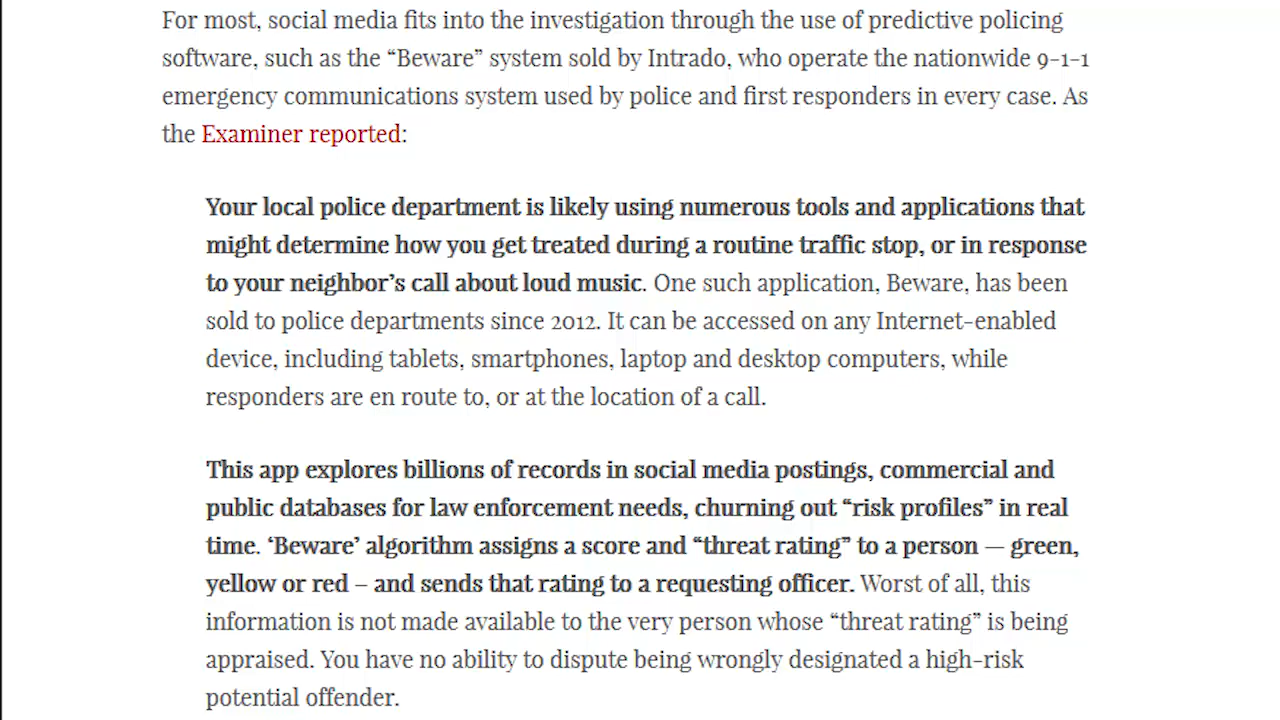 For most, social media fits into the investigation through the use of predictive policing
software, such as the “Beware” system sold by Intrado, who operate the nationwide 9-1-1
emergency communications system used by police and first responders in every case. As
the Examiner reported:
Your local police department is likely using numerous tools and applications that
might determine how you get treated during a routine traffic stop, or in response
to your neighbor’s call about loud music. One such application, Beware, has been
sold to police departments since 2012. It can be accessed on any Internet-enabled
device, including tablets, smartphones, laptop and desktop computers, while
responders are en route to, or at the location of a call.
This app explores billions of records in social media postings, commercial and
public databases for law enforcement needs, churning out “risk profiles” in real
time. ‘Beware’ algorithm assigns a score and “threat rating” to a person — green,
yellow or red – and sends that rating to a requesting officer. Worst of all, this
information is not made available to the very person whose “threat rating” is being
appraised. You have no ability to dispute being wrongly designated a high-risk
potential offender.